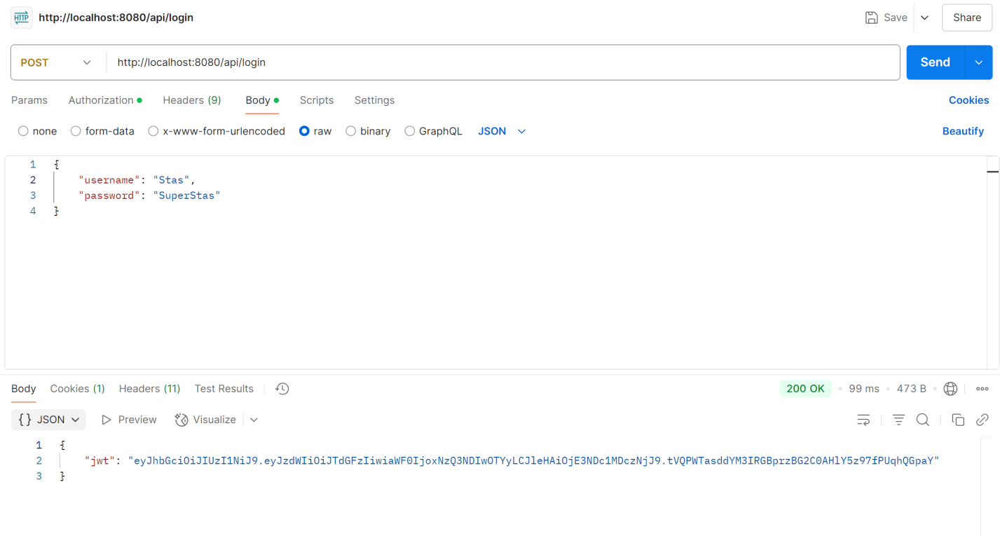 HTTP http://localhost:8080/api/login Save Share
POST http://localhost:8080/api/login Send
Params Authorization Headers (9) Body Scripts Settings Cookies
none form-data x-www-form-urlencoded raw binary GraphQL JSON Beautify
1 {
2 "username": "Stas",
3 "password": "SuperStas"
4 }
Body Cookies (1) Headers (11) Test Results 200 OK • 99 ms • 473 B •
{} JSON Preview Visualize
1 {
2 "jwt": "eyJhbGciOiJIUzI1NiJ9.eyJzdWIiOiJTdGFzIiwiaWF0IjoxNzQ3NDIwOTYyLCJleHAiOjE3NDc1MDczNjJ9.tVQPWTasddYM3IRGBprzBG2C0AHlY5z97fPUqhQGpaY"
3 }